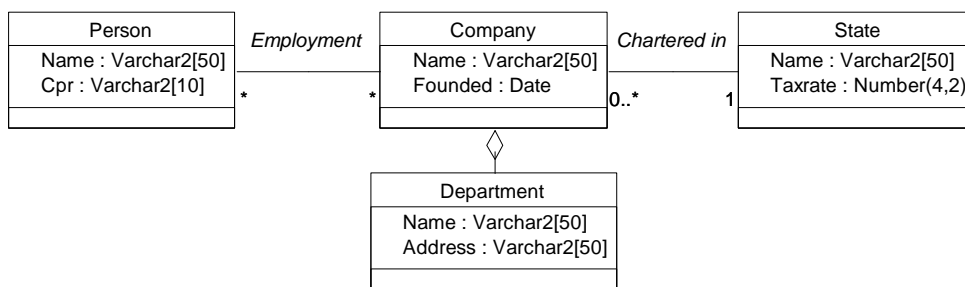 Person
Name : Varchar2[50]
Cpr : Varchar2[10]
Employment
*
*
Company
Name : Varchar2[50]
Founded : Date
Chartered in
0..*
1
State
Name : Varchar2[50]
Taxrate : Number(4,2)
Department
Name : Varchar2[50]
Address : Varchar2[50]